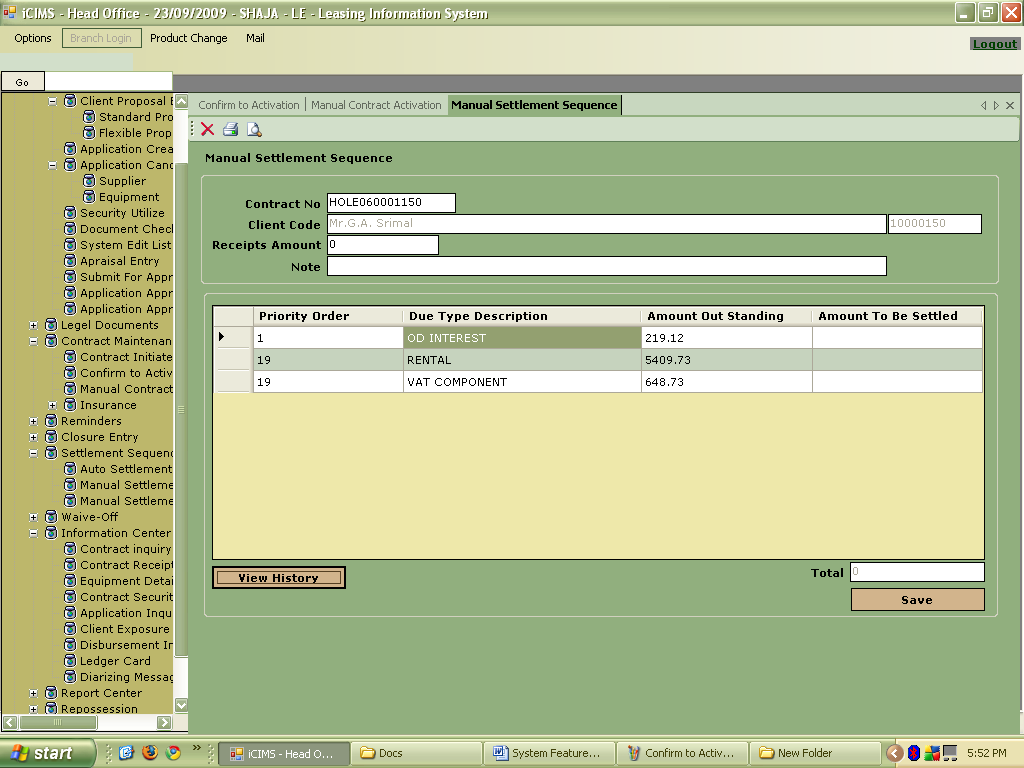 iCIMS - Head Office - 23/09/2009 - SHAJA - LE - Leasing Information System
Options Branch Login Product Change Mail
Logout
Go
Client Proposal E
Standard Pro
Flexible Prop
Application Crea
Application Canc
Supplier
Equipment
Security Utilize
Document Check
System Edit List
Apraisal Entry
Submit For Appr
Application Appr
Application Appr
Legel Documents
Contract Maintenan
Contract Initiate
Confirm to Activ
Manual Contract
Insurance
Reminders
Closure Entry
Settlement Sequenc
Auto Settlement
Manual Settleme
Manual Settleme
Waive-Off
Information Center
Contract inquiry
Contract Receipt
Equipment Detai
Contract Securit
Application Inqu
Client Exposure
Disbursement In
Ledger Card
Diarizing Messag
Report Center
Repossession
Confirm to Activation Manual Contract Activation Manual Settlement Sequence
Manual Settlement Sequence
Contract No HOLE060001150
Client Code Mr.G.A. Srimal 10000150
Receipts Amount 0
Note
Priority Order Due Type Description Amount Out Standing Amount To Be Settled
1 OD INTEREST 219.12
19 RENTAL 5409.73
19 VAT COMPONENT 648.73
View History Total 0
Save
start iCIMS - Head O... Docs System Feature... Confirm to Activ... New Folder 5:52 PM